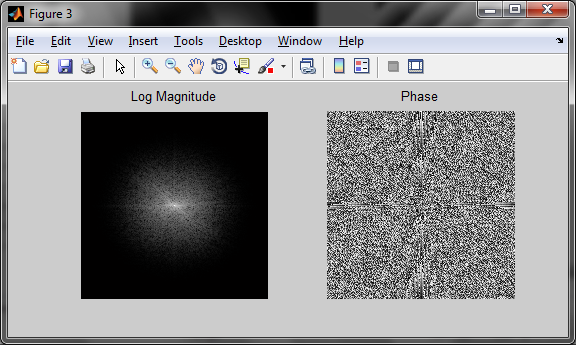 Figure 3
File Edit View Insert Tools Desktop Window Help
Log Magnitude Phase